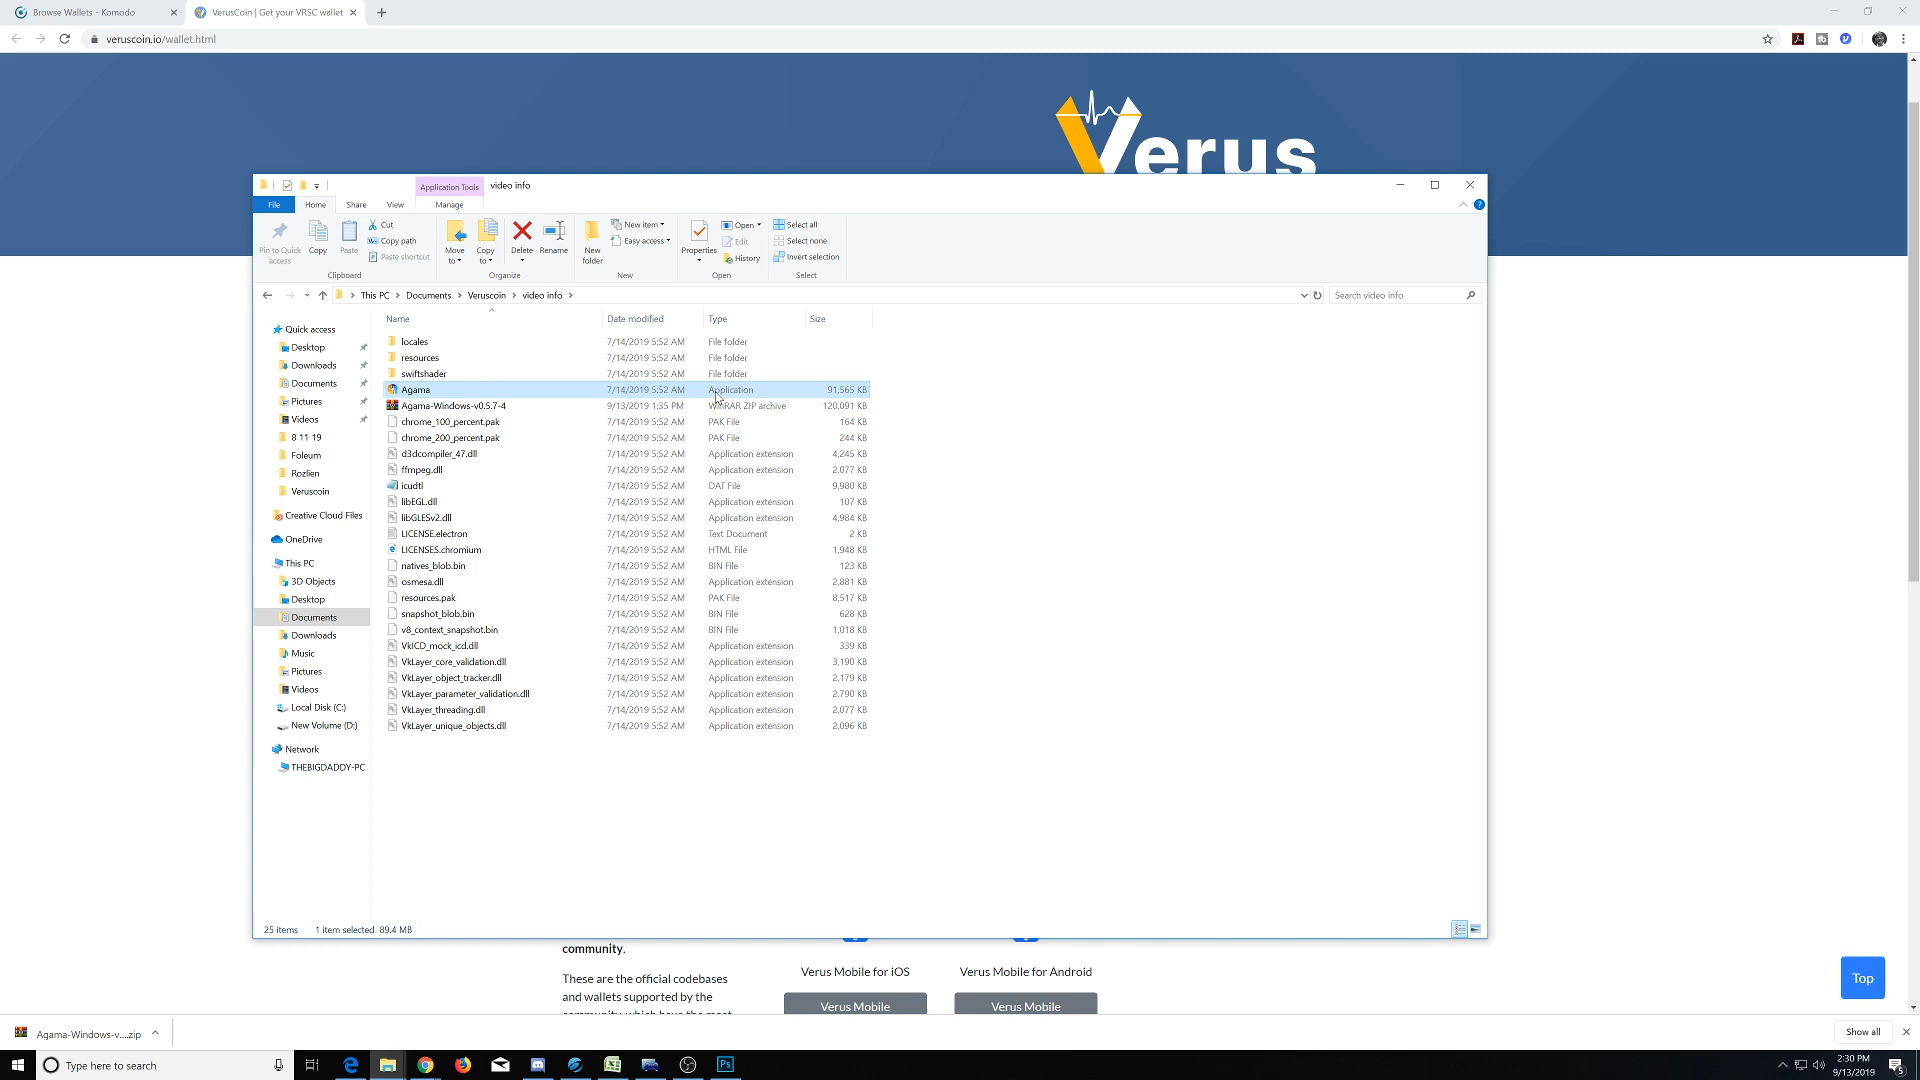 Browse Wallets - Komodo
VerusCoin | Get your VRSC wallet
veruscoin.io/wallet.html
Verus
Application Tools
video info
File
Home
Share
View
Manage
Pin to Quick access
Copy
Paste
Cut
Copy path
Paste shortcut
Clipboard
Move to
Copy to
Delete
Rename
Organize
New folder
New item
Easy access
New
Properties
Open
Edit
History
Open
Select all
Select none
Invert selection
Select
This PC > Documents > Veruscoin > video info >
Search video info
Name Date modified Type Size
Quick access
Desktop
Downloads
Documents
Pictures
Videos
8 11 19
Foleum
Rozlien
Veruscoin
Creative Cloud Files
OneDrive
This PC
3D Objects
Desktop
Documents
Downloads
Music
Pictures
Videos
Local Disk (C:)
New Volume (D:)
Network
THEBIGDADDY-PC
locales 7/14/2019 5:52 AM File folder
resources 7/14/2019 5:52 AM File folder
swiftshader 7/14/2019 5:52 AM File folder
Agama 7/14/2019 5:52 AM Application 91,565 KB
Agama-Windows-v0.5.7-4 9/13/2019 1:35 PM WinRAR ZIP archive 120,091 KB
chrome_100_percent.pak 7/14/2019 5:52 AM PAK File 164 KB
chrome_200_percent.pak 7/14/2019 5:52 AM PAK File 244 KB
d3dcompiler_47.dll 7/14/2019 5:52 AM Application extension 4,245 KB
ffmpeg.dll 7/14/2019 5:52 AM Application extension 2,077 KB
icudtl 7/14/2019 5:52 AM DAT File 9,980 KB
libEGL.dll 7/14/2019 5:52 AM Application extension 107 KB
libGLESv2.dll 7/14/2019 5:52 AM Application extension 4,984 KB
LICENSE.electron 7/14/2019 5:52 AM Text Document 2 KB
LICENSES.chromium 7/14/2019 5:52 AM HTML File 1,948 KB
natives_blob.bin 7/14/2019 5:52 AM BIN File 123 KB
osmesa.dll 7/14/2019 5:52 AM Application extension 2,881 KB
resources.pak 7/14/2019 5:52 AM PAK File 8,517 KB
snapshot_blob.bin 7/14/2019 5:52 AM BIN File 628 KB
v8_context_snapshot.bin 7/14/2019 5:52 AM BIN File 1,018 KB
VkICD_mock_icd.dll 7/14/2019 5:52 AM Application extension 339 KB
VkLayer_core_validation.dll 7/14/2019 5:52 AM Application extension 3,190 KB
VkLayer_object_tracker.dll 7/14/2019 5:52 AM Application extension 2,179 KB
VkLayer_parameter_validation.dll 7/14/2019 5:52 AM Application extension 2,790 KB
VkLayer_threading.dll 7/14/2019 5:52 AM Application extension 2,077 KB
VkLayer_unique_objects.dll 7/14/2019 5:52 AM Application extension 2,096 KB
25 items 1 item selected 89.4 MB
community.
These are the official codebases
and wallets supported by the
Verus Mobile for iOS
Verus Mobile for Android
Verus Mobile
Verus Mobile
Top
Agama-Windows-v....zip
Show all
Type here to search
Ps
2:30 PM
9/13/2019
5